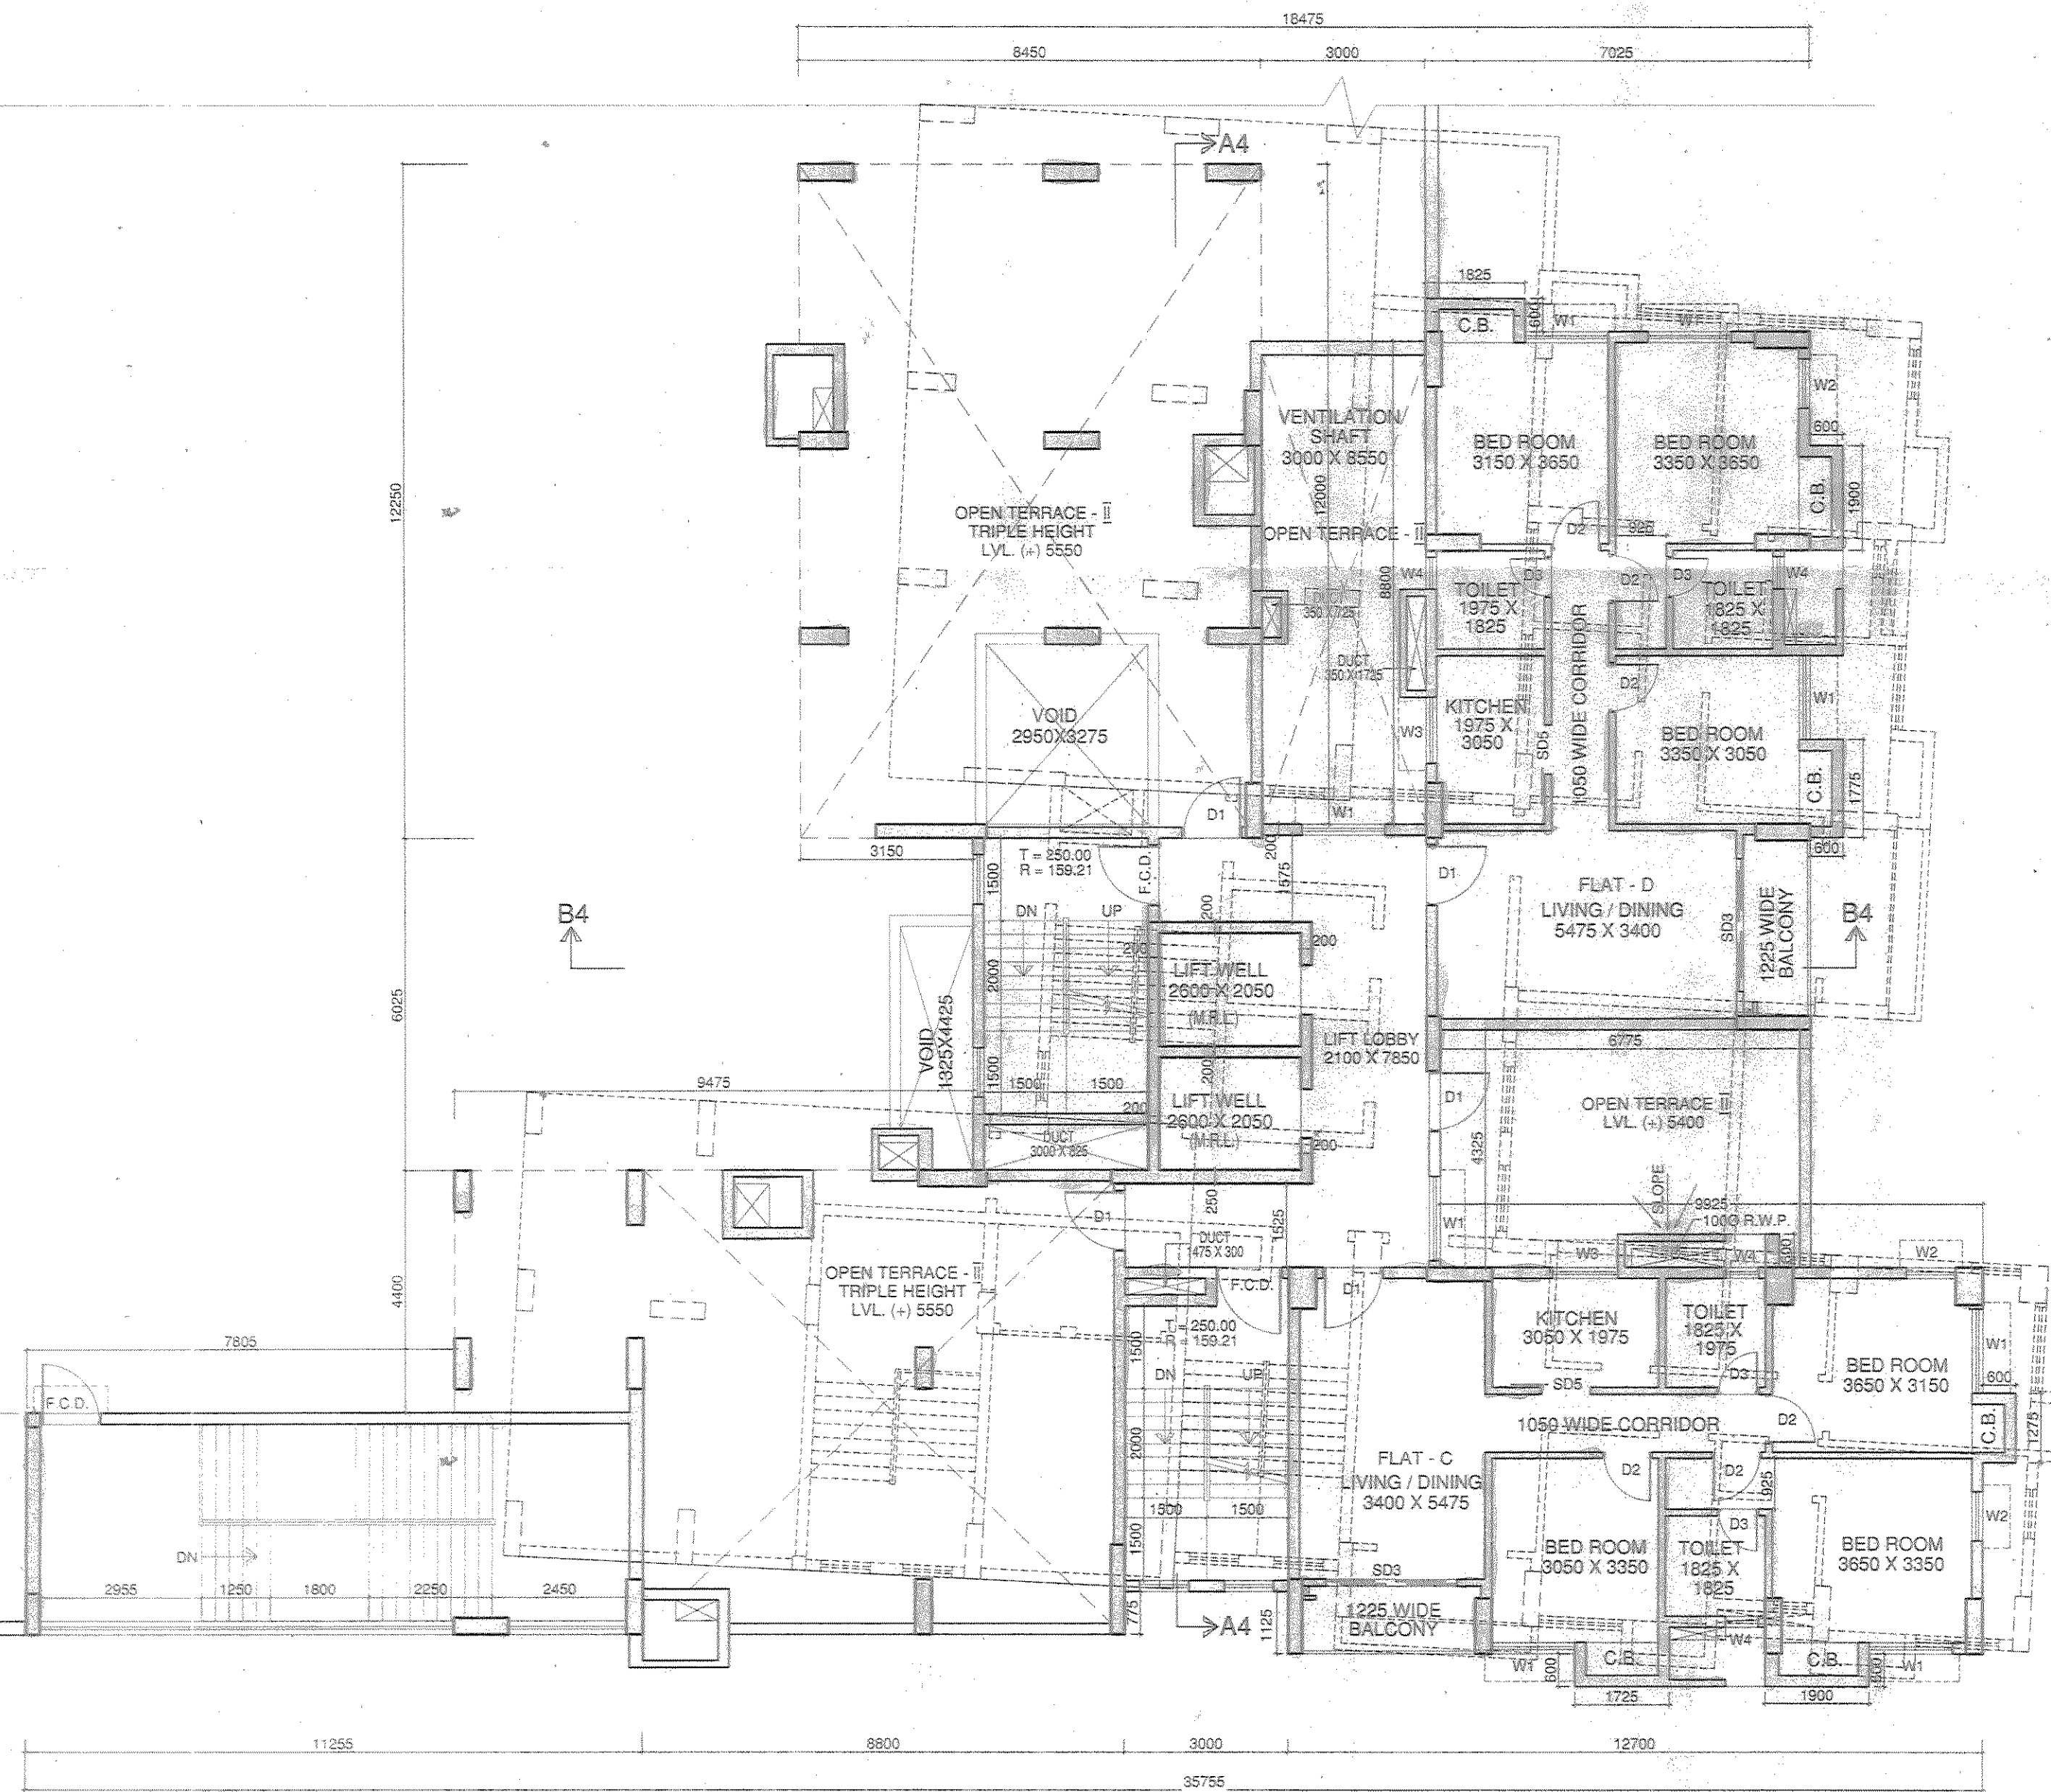 18475
8450
3000
7025
A4
1825
C.B.
600
W1
W1
W2
600
VENTILATION
SHAFT
3000 X 8550
BED ROOM
3150 X 3650
BED ROOM
3350 X 3650
C.B.
1900
12250
12000
OPEN TERRACE - II
TRIPLE HEIGHT
LVL. (+) 5550
OPEN TERRACE - II
D2
925
8800
W4
TOILET
1975 X
1825
D3
D2
D3
TOILET
1825 X
1825
W4
DUCT
350 X1725
DUCT
350 X1725
1050 WIDE CORRIDOR
D2
W1
VOID
2950X3275
KITCHEN
1975 X
3050
W3
SD5
BED ROOM
3350 X 3050
C.B.
1775
D1
W1
600
3150
T = 250.00
R = 159.21
F.C.D.
200
1575
1500
D1
FLAT - D
LIVING / DINING
5475 X 3400
SD3
1225 WIDE
BALCONY
B4
B4
DN
UP
200
200
200
2000
LIFT WELL
2600 X 2050
(M.R.L.)
6025
VOID
1325X4425
LIFT LOBBY
2100 X 7850
6775
1500
1500
1500
200
9475
200
LIFT WELL
2600 X 2050
(M.R.L.)
200
D1
OPEN TERRACE II
LVL. (+) 5400
4325
DUCT
3000 X 825
SLOPE
9925
100Ø R.W.P.
250
D1
1525
W1
DUCT
1475 X 300
W3
W4
600
W2
OPEN TERRACE - II
TRIPLE HEIGHT
LVL. (+) 5550
F.C.D.
D1
4400
7805
T = 250.00
R = 159.21
1500
KITCHEN
3050 X 1975
TOILET
1825 X
1975
W1
BED ROOM
3650 X 3150
600
DN
UP
D3
SD5
F.C.D.
1050 WIDE CORRIDOR
D2
C.B.
1275
2000
FLAT - C
LIVING / DINING
3400 X 5475
D2
D2
925
1500
1500
W2
D3
DN
1500
BED ROOM
3050 X 3350
TOILET
1825 X
1825
BED ROOM
3650 X 3350
SD3
2955
1250
1800
2250
2450
775
A4
1125
1225 WIDE
BALCONY
W4
W1
600
C.B.
C.B.
600
W1
1725
1900
11255
8800
3000
12700
35755